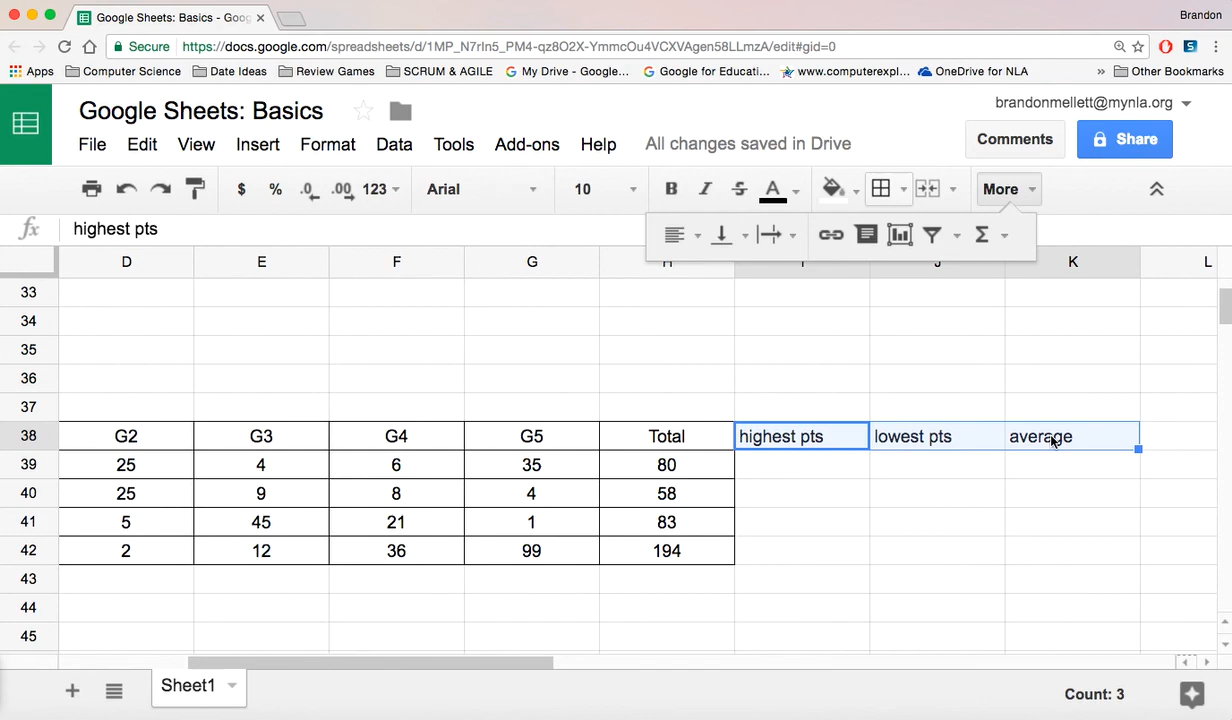 Google Sheets: Basics - Goog
Brandon
Secure https://docs.google.com/spreadsheets/d/1MP_N7rIn5_PM4-qz8O2X-YmmcOu4VCXVAgen58LLmzA/edit#gid=0
Apps Computer Science Date Ideas Review Games SCRUM & AGILE My Drive - Google... Google for Educati... www.computerexpl... OneDrive for NLA » Other Bookmarks
Google Sheets: Basics
brandonmellett@mynla.org
File Edit View Insert Format Data Tools Add-ons Help All changes saved in Drive
Comments Share
$ % .0 .00 123 Arial 10 B I S A More
fx highest pts
D E F G H I J K L
33
34
35
36
37
38 G2 G3 G4 G5 Total highest pts lowest pts average
39 25 4 6 35 80
40 25 9 8 4 58
41 5 45 21 1 83
42 2 12 36 99 194
43
44
45
Sheet1
Count: 3